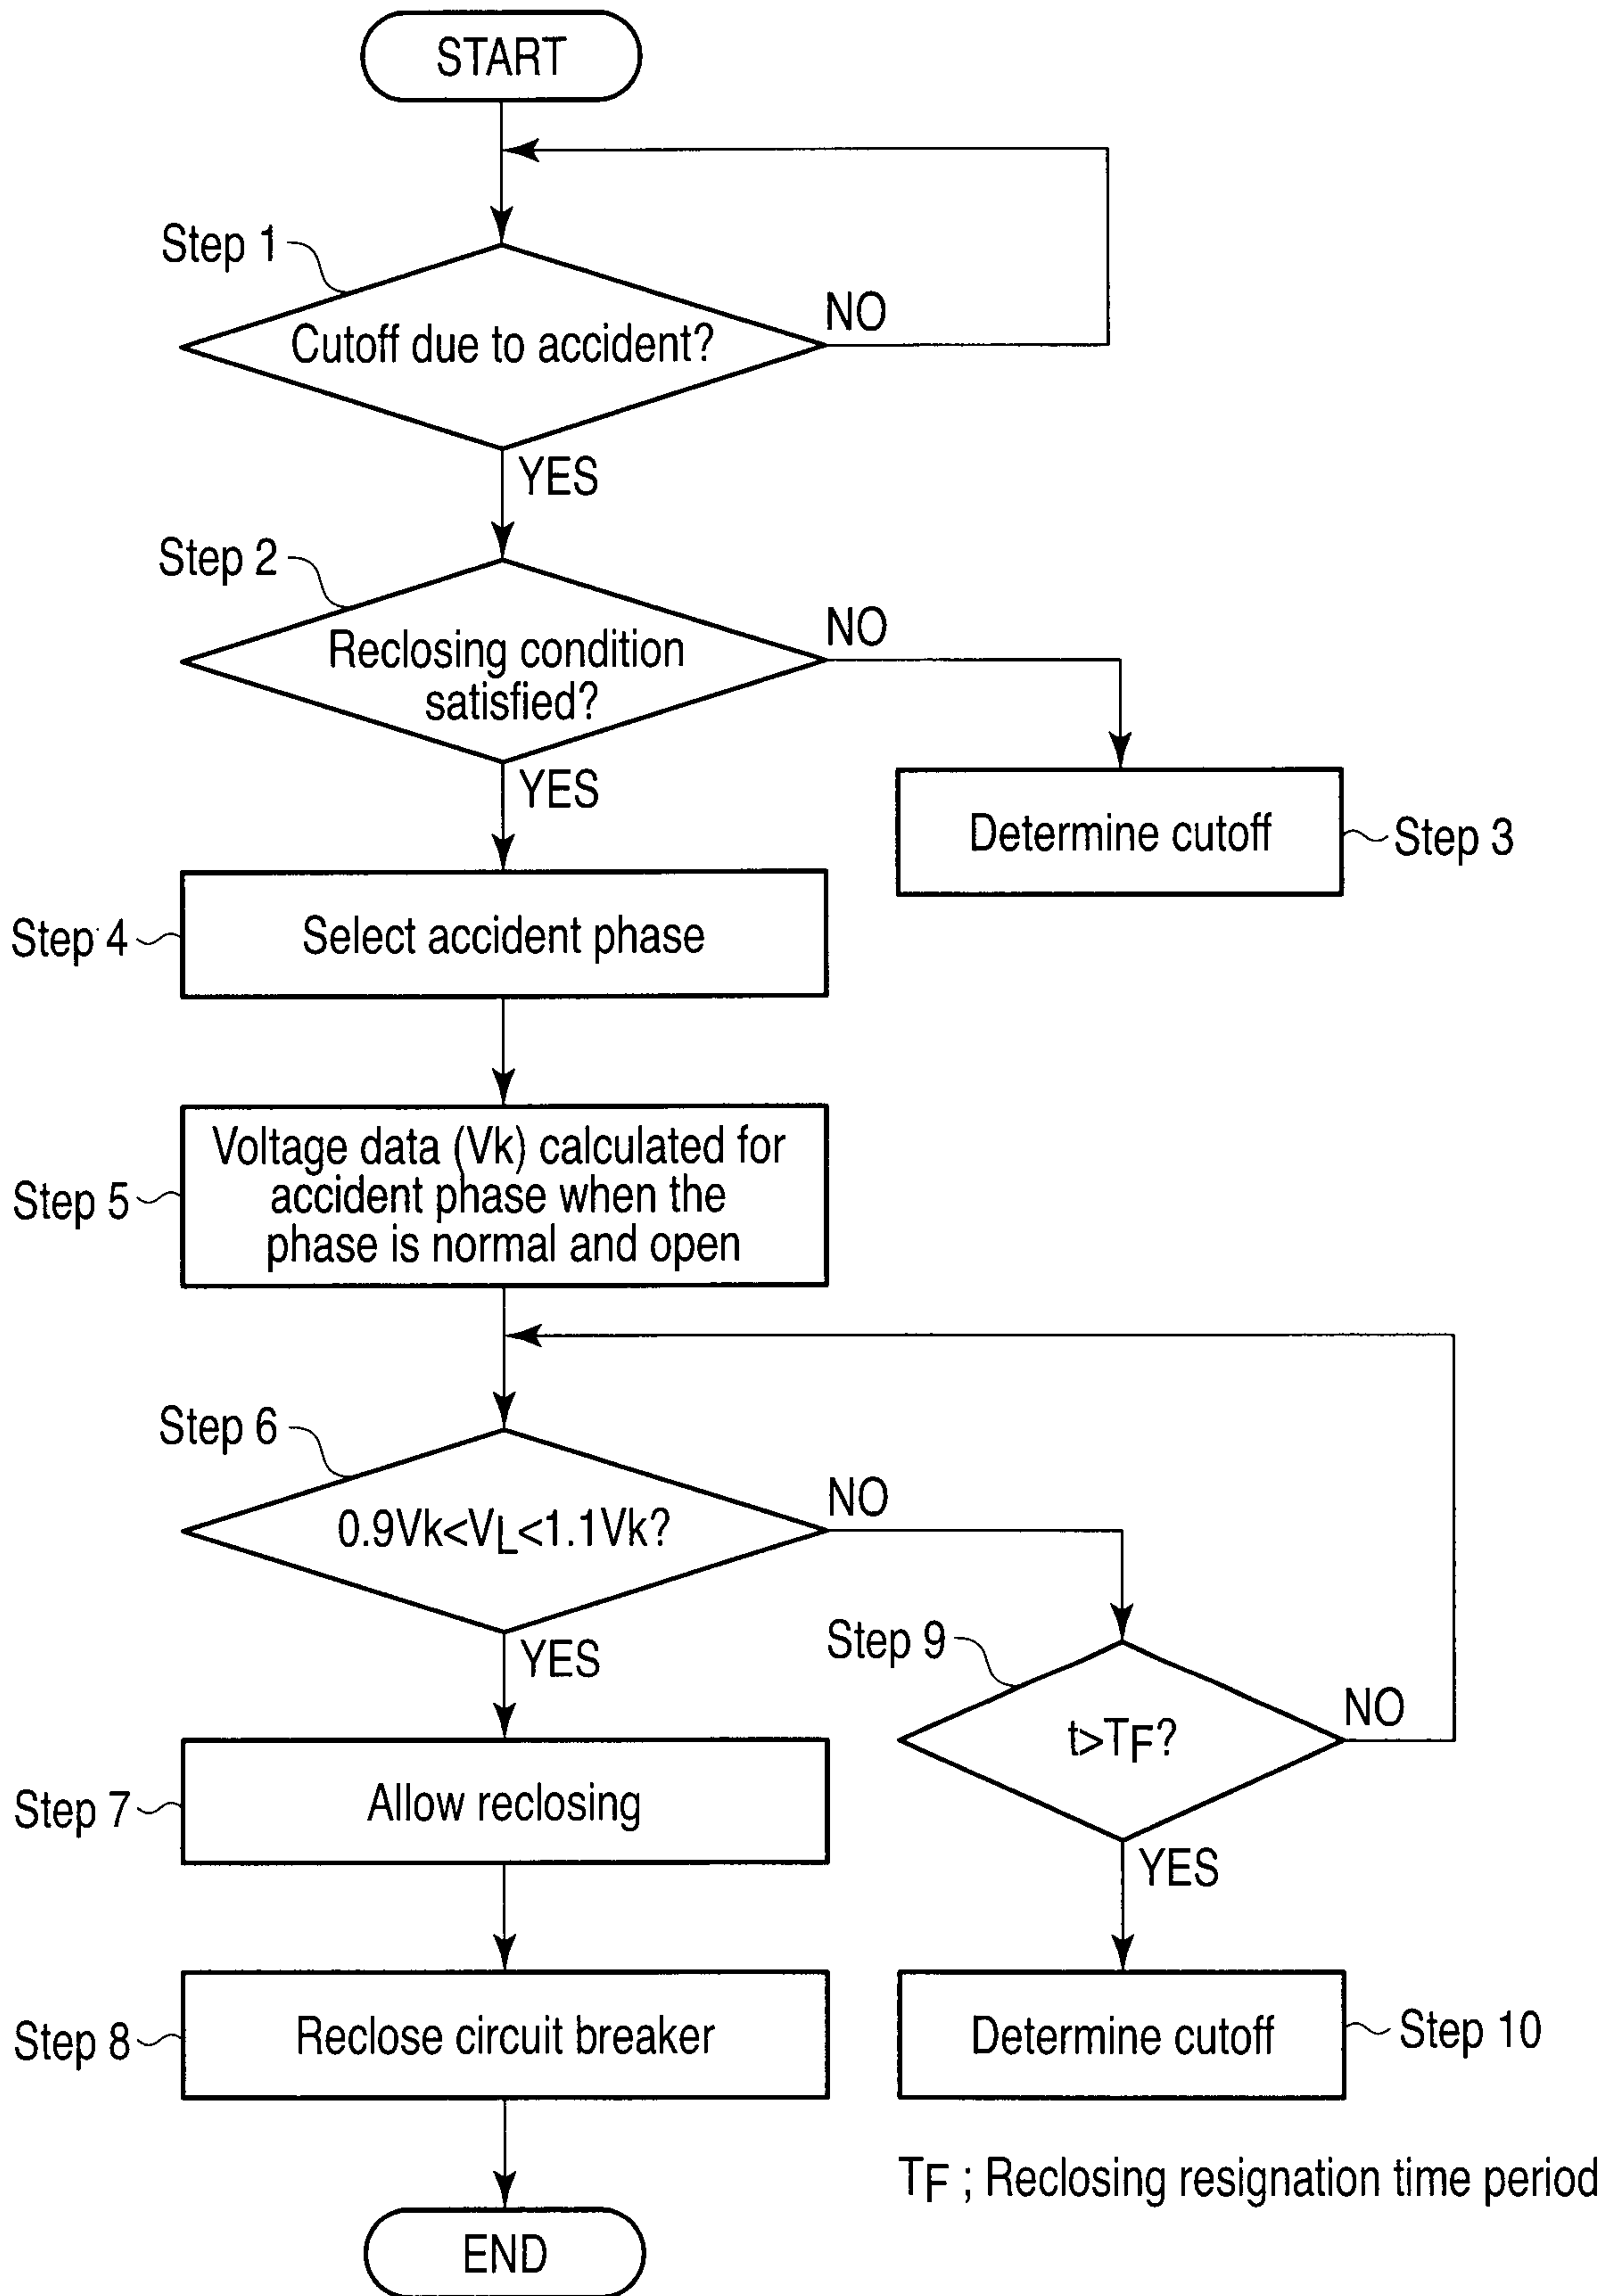 START
Step 1
Cutoff due to accident?
NO
YES
Step 2
Reclosing condition
satisfied?
NO
YES
Determine cutoff
Step 3
Step 4
Select accident phase
Step 5
Voltage data (Vk) calculated for
accident phase when the
phase is normal and open
Step 6
0.9Vk<VL<1.1Vk?
NO
YES
Step 9
t>TF?
NO
YES
Step 7
Allow reclosing
Step 8
Reclose circuit breaker
Determine cutoff
Step 10
TF ; Reclosing resignation time period
END